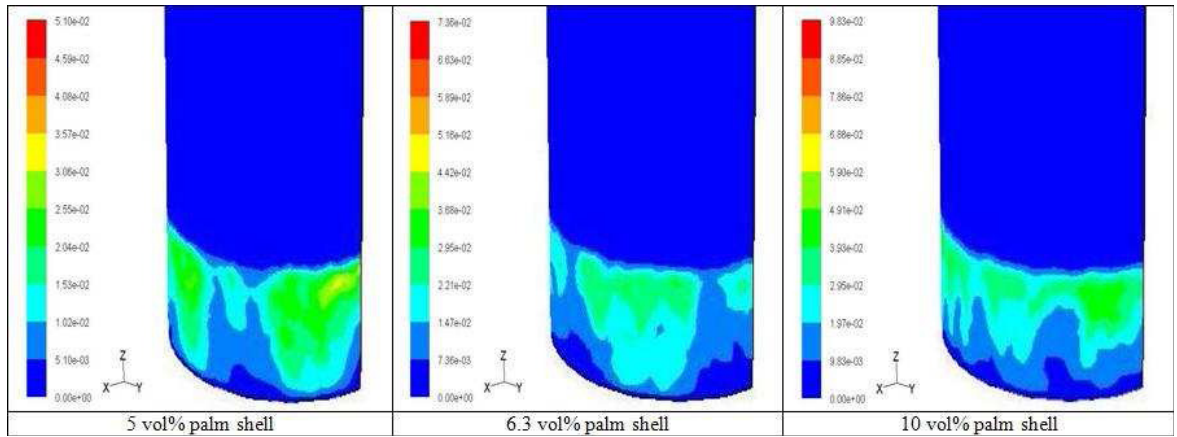 5.10e-02
4.59e-02
4.08e-02
3.57e-02
3.06e-02
2.55e-02
2.04e-02
1.53e-02
1.02e-02
5.10e-03
0.00e+00
Z
X Y
5 vol% palm shell
7.36e-02
6.63e-02
5.89e-02
5.16e-02
4.42e-02
3.68e-02
2.95e-02
2.21e-02
1.47e-02
7.36e-03
0.00e+00
Z
X Y
6.3 vol% palm shell
9.83e-02
8.85e-02
7.86e-02
6.88e-02
5.90e-02
4.91e-02
3.93e-02
2.95e-02
1.97e-02
9.83e-03
0.00e+00
Z
X Y
10 vol% palm shell